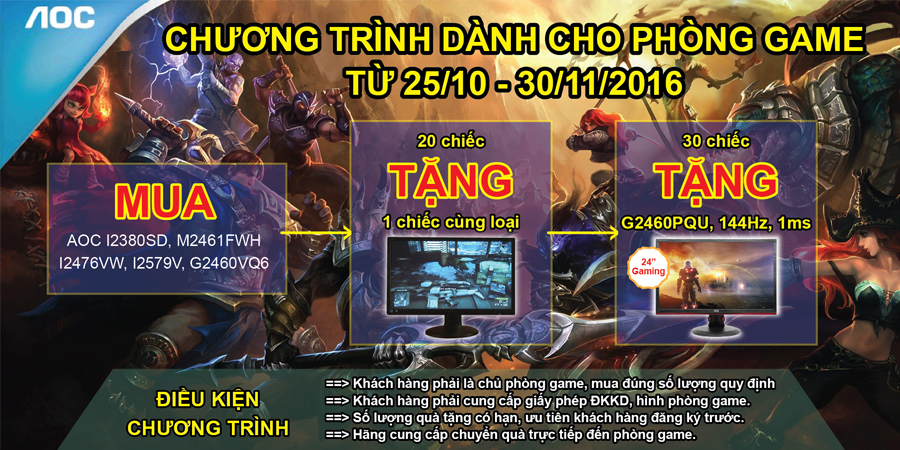 AOC
CHƯƠNG TRÌNH DÀNH CHO PHÒNG GAME
TỪ 25/10 - 30/11/2016
MUA
AOC I2380SD, M2461FWH
I2476VW, I2579V, G2460VQ6
20 chiếc
TẶNG
1 chiếc cùng loại
30 chiếc
TẶNG
G2460PQU, 144Hz, 1ms
24"
Gaming
ĐIỀU KIỆN
CHƯƠNG TRÌNH
==> Khách hàng phải là chủ phòng game, mua đúng số lượng quy định
==> Khách hàng phải cung cấp giấy phép ĐKKD, hình phòng game.
==> Số lượng quà tặng có hạn, ưu tiên khách hàng đăng ký trước.
==> Hãng cung cấp chuyển quà trực tiếp đến phòng game.